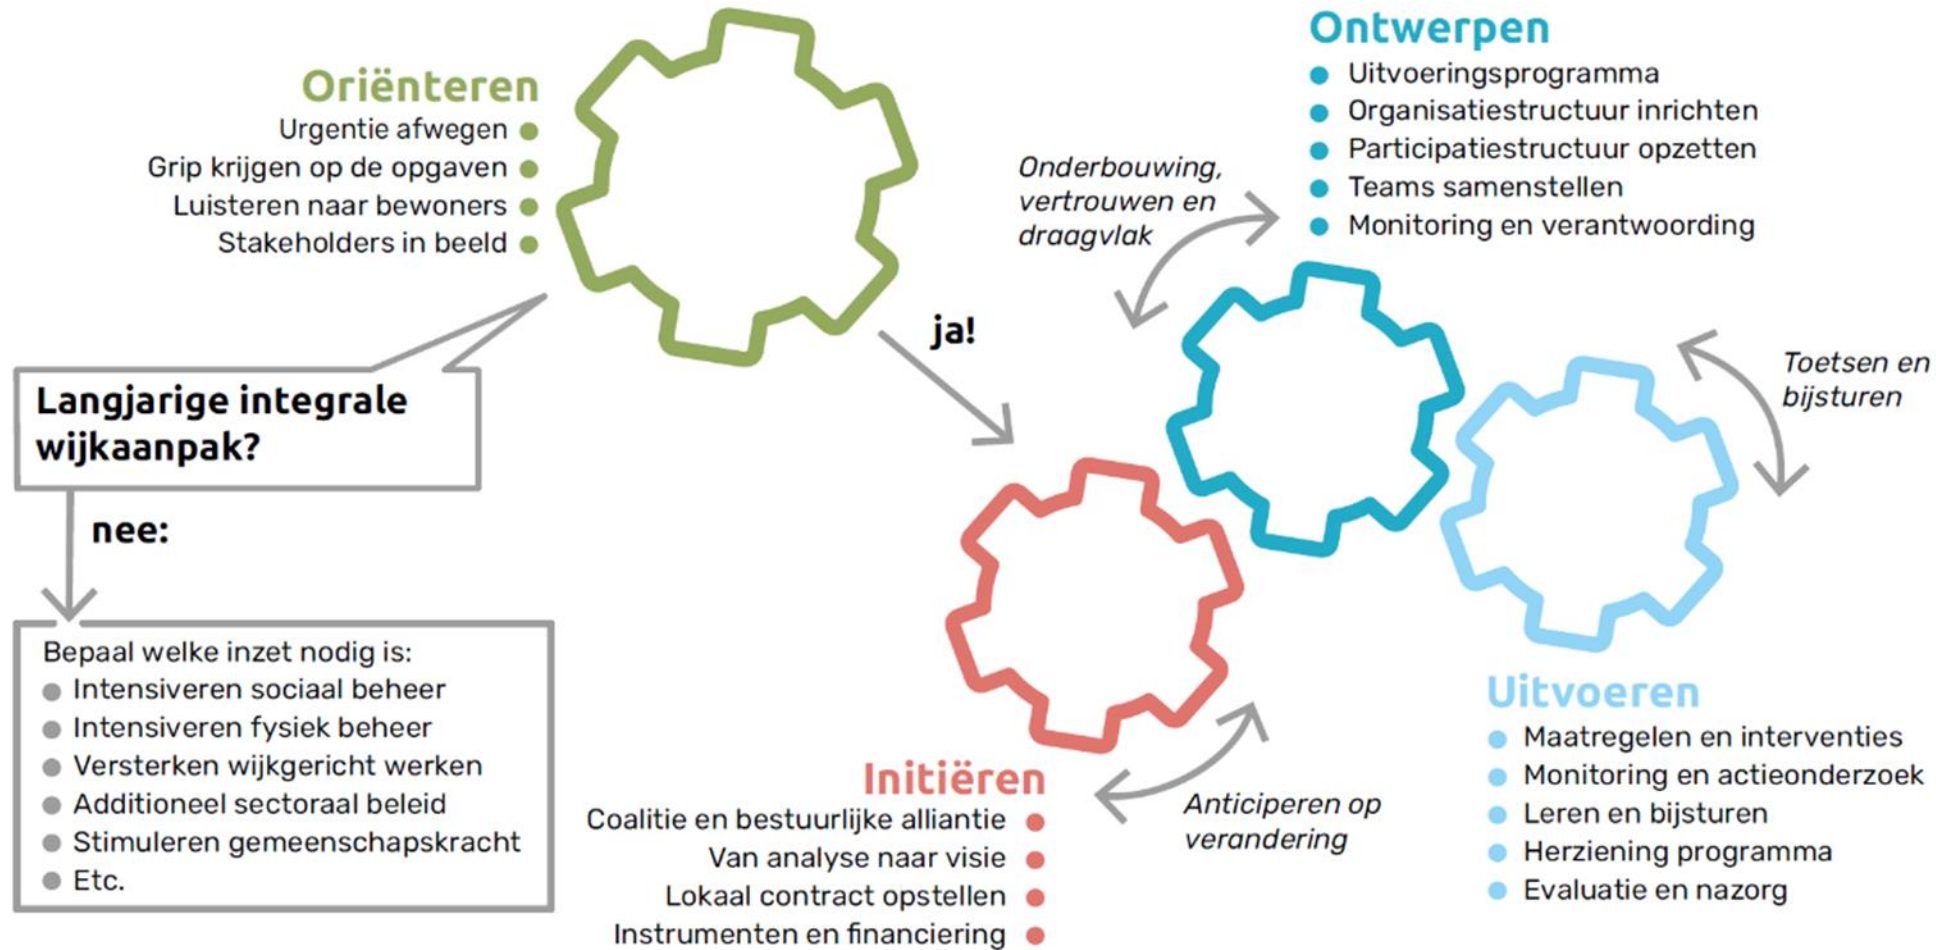 Oriënteren
Urgentie afwegen
Grip krijgen op de opgaven
Luisteren naar bewoners
Stakeholders in beeld
Langjarige integrale
wijkaanpak?
nee:
Bepaal welke inzet nodig is:
Intensiveren sociaal beheer
Intensiveren fysiek beheer
Versterken wijkgericht werken
Additioneel sectoraal beleid
Stimuleren gemeenschapskracht
Etc.
ja!
Initiëren
Coalitie en bestuurlijke alliantie
Van analyse naar visie
Lokaal contract opstellen
Instrumenten en financiering
Anticiperen op
verandering
Onderbouwing,
vertrouwen en
draagvlak
Ontwerpen
Uitvoeringsprogramma
Organisatiestructuur inrichten
Participatiestructuur opzetten
Teams samenstellen
Monitoring en verantwoording
Toetsen en
bijsturen
Uitvoeren
Maatregelen en interventies
Monitoring en actieonderzoek
Leren en bijsturen
Herziening programma
Evaluatie en nazorg